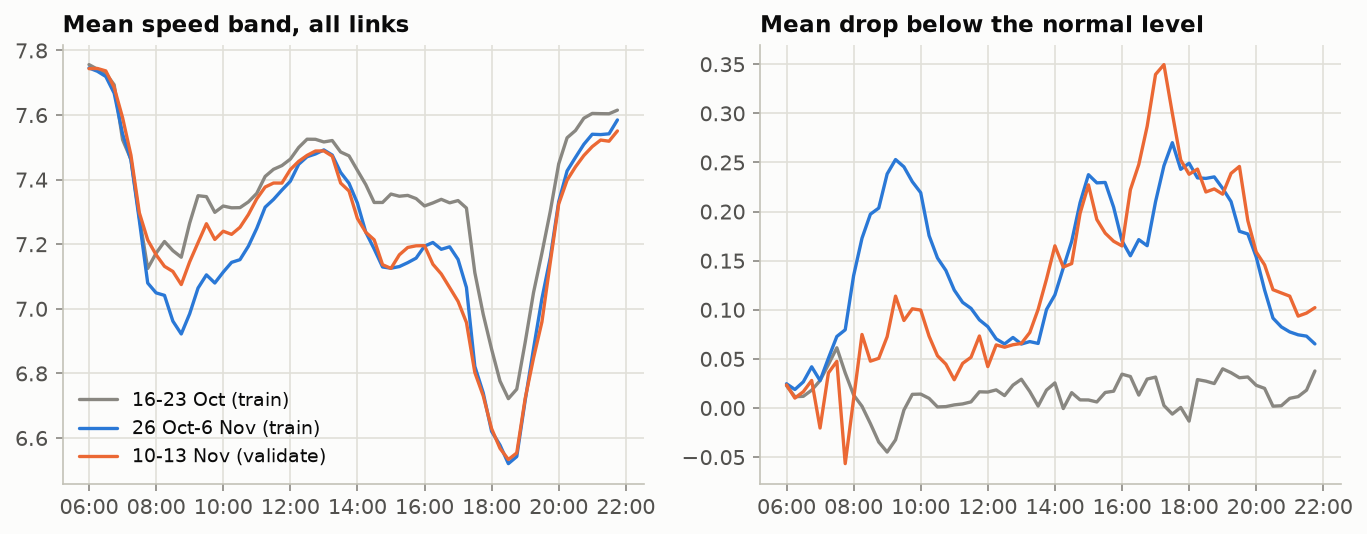 Mean speed band, all links
7.8
7.6
7.4
7.2
7.0
6.8
6.6
16-23 Oct (train)
26 Oct-6 Nov (train)
10-13 Nov (validate)
06:00 08:00 10:00 12:00 14:00 16:00 18:00 20:00 22:00
Mean drop below the normal level
0.35
0.30
0.25
0.20
0.15
0.10
0.05
0.00
−0.05
06:00 08:00 10:00 12:00 14:00 16:00 18:00 20:00 22:00